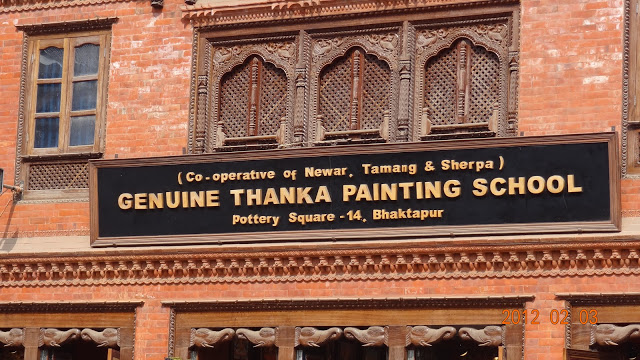 (Co-operative of Newar, Tamang & Sherpa)
GENUINE THANKA PAINTING SCHOOL
Pottery Square -14, Bhaktapur
2012 02 03